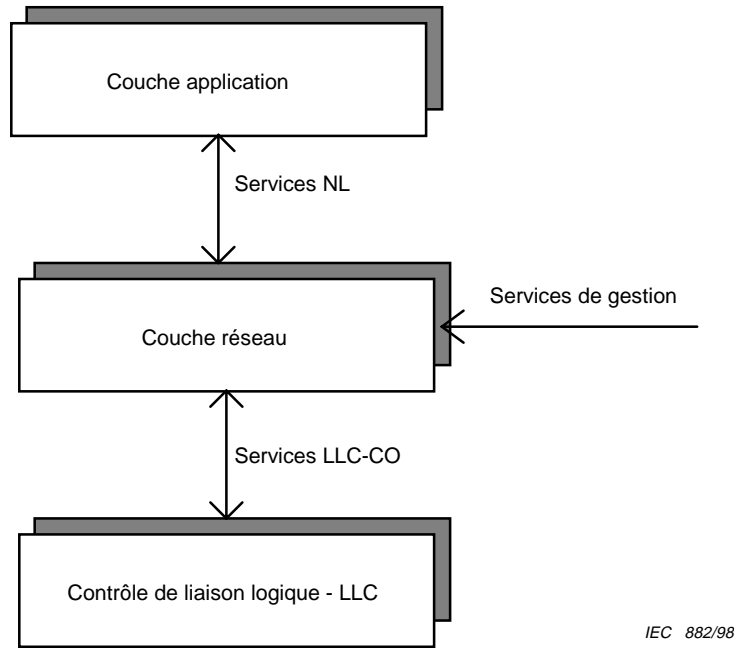 Couche application
Services NL
Services de gestion
Couche réseau
Services LLC-CO
Contrôle de liaison logique - LLC
IEC 882/98